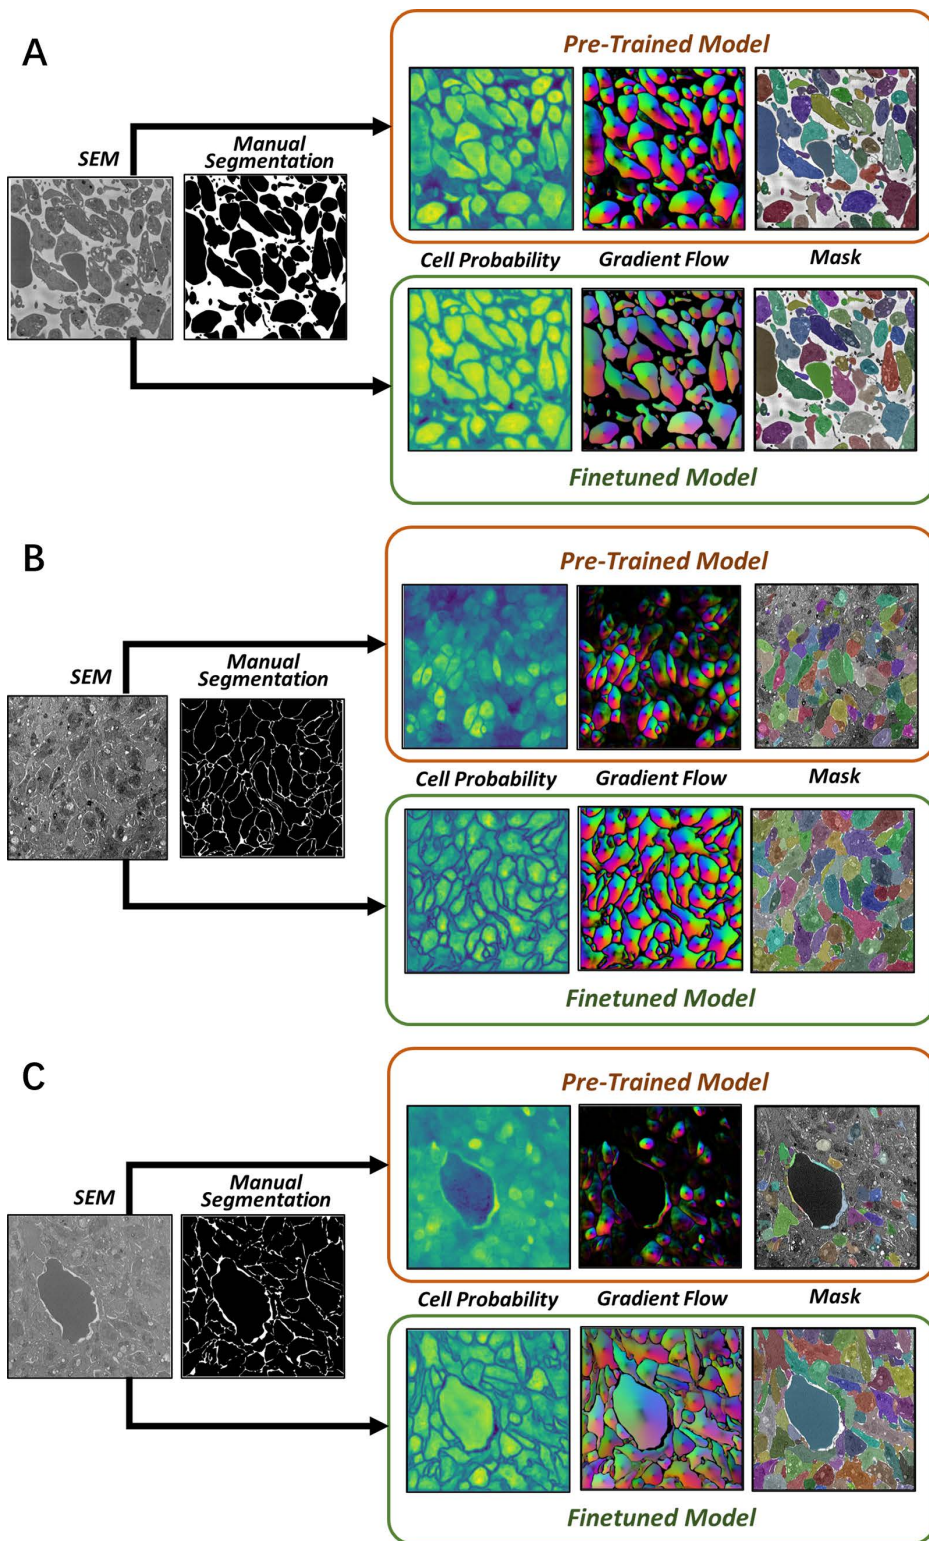 A
Pre-Trained Model
SEM
Manual
Segmentation
Cell Probability
Gradient Flow
Mask
Finetuned Model
B
Pre-Trained Model
SEM
Manual
Segmentation
Cell Probability
Gradient Flow
Mask
Finetuned Model
C
Pre-Trained Model
SEM
Manual
Segmentation
Cell Probability
Gradient Flow
Mask
Finetuned Model